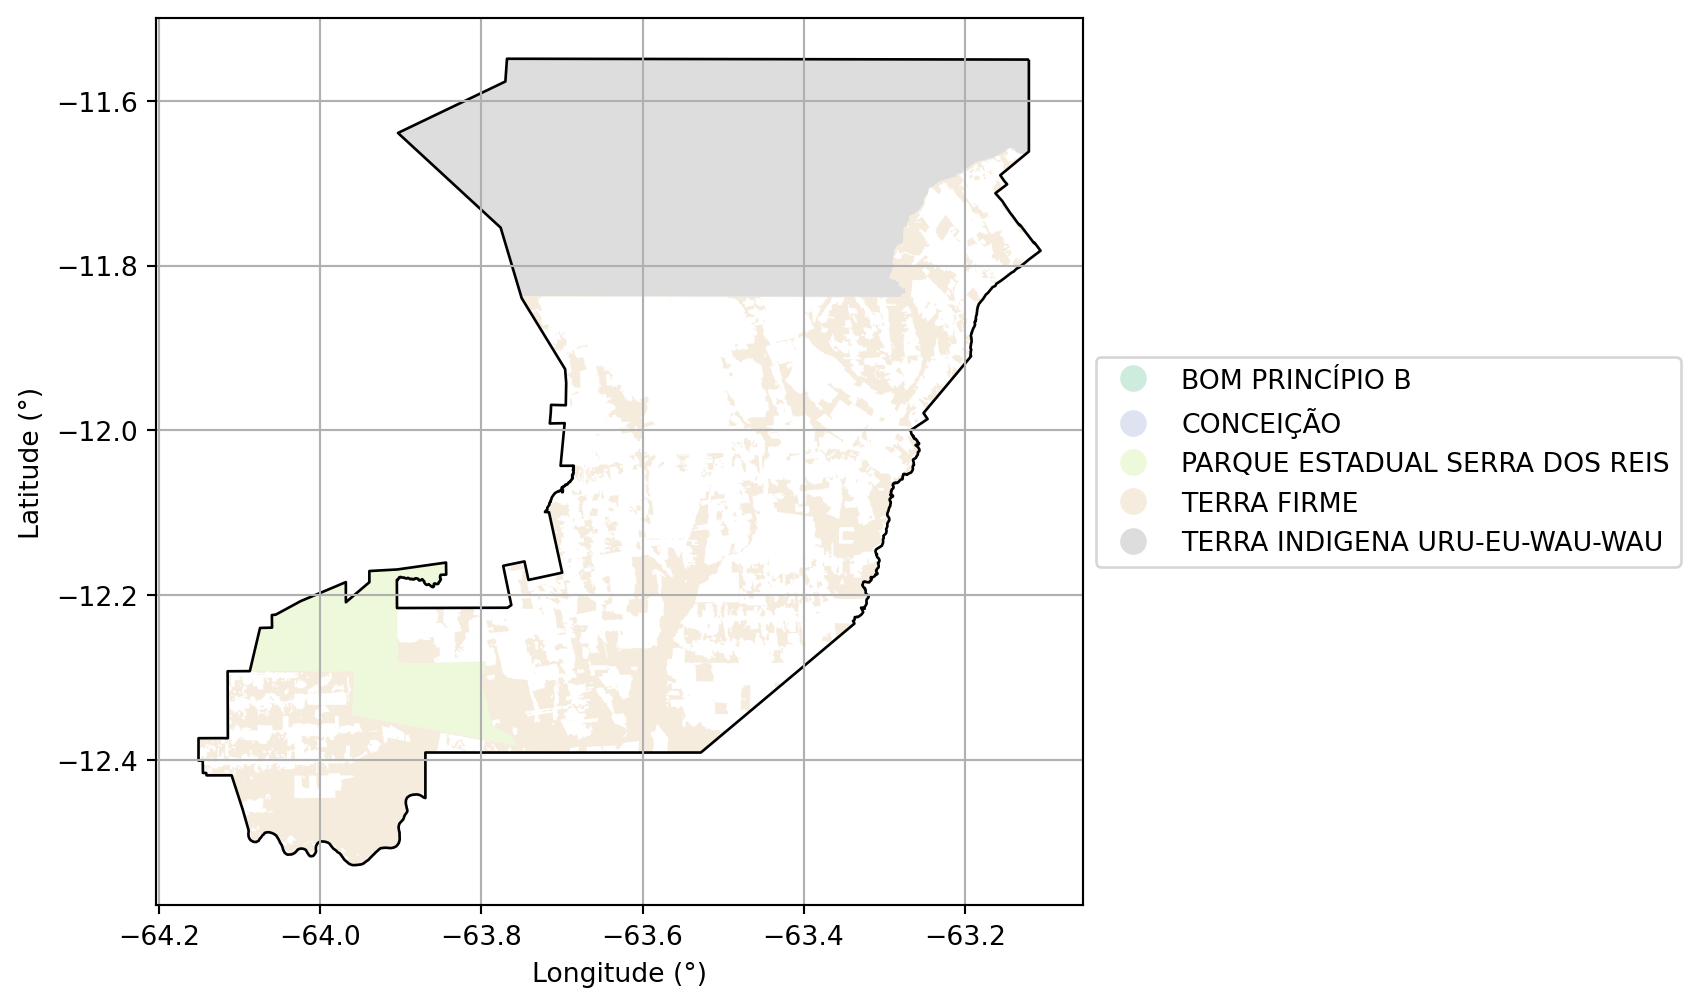 −11.6
−11.8
−12.0
−12.2
−12.4
Latitude (°)
−64.2 −64.0 −63.8 −63.6 −63.4 −63.2
Longitude (°)
BOM PRINCÍPIO B
CONCEIÇÃO
PARQUE ESTADUAL SERRA DOS REIS
TERRA FIRME
TERRA INDIGENA URU-EU-WAU-WAU